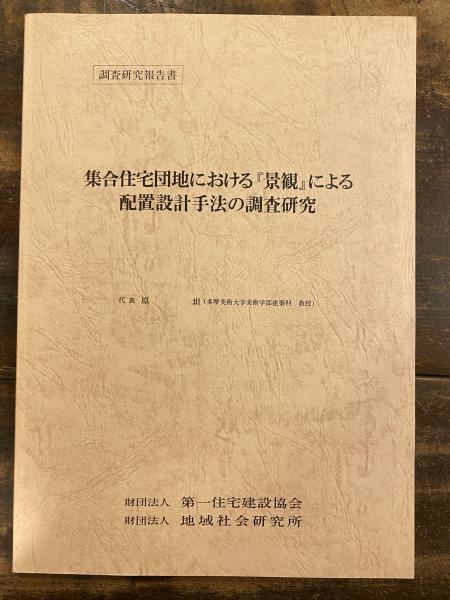 調査研究報告書
集合住宅団地における『景観』による
配置設計手法の調査研究
代表 原 (多摩美術大学美術学部建築科 教授)
財団法人 第一住宅建設協会
財団法人 地域社会研究所